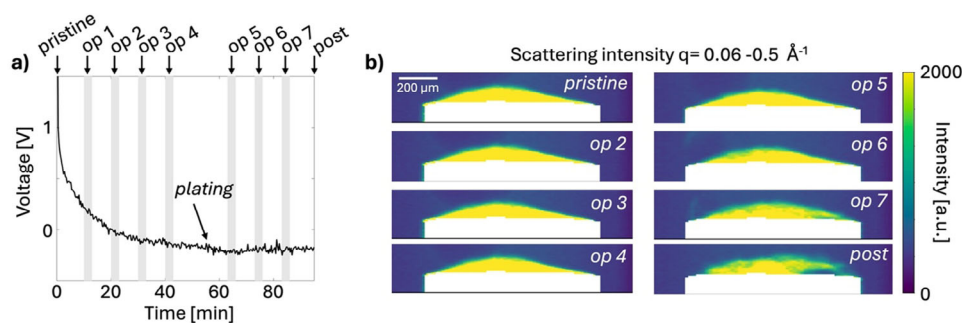 pristine
op 1
op 2
op 3
op 4
op 5
op 6
op 7
post
a)
1
0
Voltage [V]
plating
0 20 40 60 80
Time [min]
b)
Scattering intensity q= 0.06 -0.5 Å⁻¹
200 µm
pristine
op 2
op 3
op 4
op 5
op 6
op 7
post
2000
0
Intensity [a.u.]